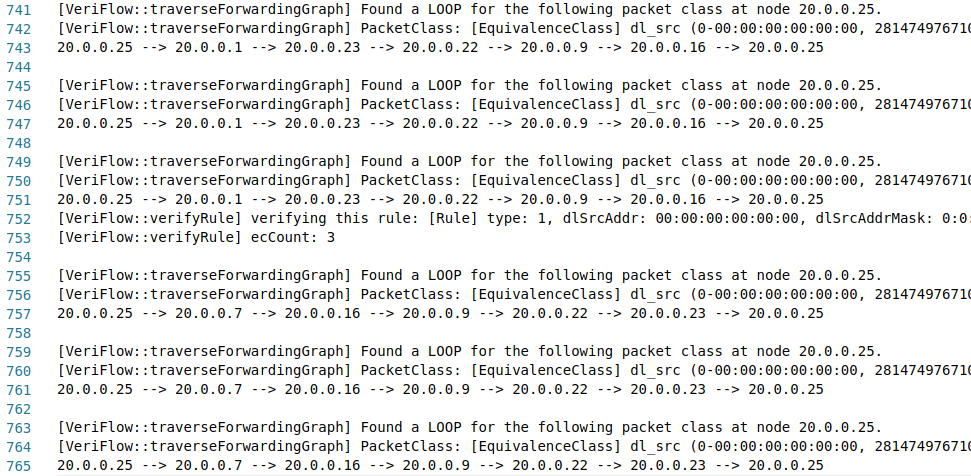 741 [VeriFlow::traverseForwardingGraph] Found a LOOP for the following packet class at node 20.0.0.25.
742 [VeriFlow::traverseForwardingGraph] PacketClass: [EquivalenceClass] dl_src (0-00:00:00:00:00:00, 28147497671
743 20.0.0.25 --> 20.0.0.1 --> 20.0.0.23 --> 20.0.0.22 --> 20.0.0.9 --> 20.0.0.16 --> 20.0.0.25
744
745 [VeriFlow::traverseForwardingGraph] Found a LOOP for the following packet class at node 20.0.0.25.
746 [VeriFlow::traverseForwardingGraph] PacketClass: [EquivalenceClass] dl_src (0-00:00:00:00:00:00, 28147497671
747 20.0.0.25 --> 20.0.0.1 --> 20.0.0.23 --> 20.0.0.22 --> 20.0.0.9 --> 20.0.0.16 --> 20.0.0.25
748
749 [VeriFlow::traverseForwardingGraph] Found a LOOP for the following packet class at node 20.0.0.25.
750 [VeriFlow::traverseForwardingGraph] PacketClass: [EquivalenceClass] dl_src (0-00:00:00:00:00:00, 28147497671
751 20.0.0.25 --> 20.0.0.1 --> 20.0.0.23 --> 20.0.0.22 --> 20.0.0.9 --> 20.0.0.16 --> 20.0.0.25
752 [VeriFlow::verifyRule] verifying this rule: [Rule] type: 1, dlSrcAddr: 00:00:00:00:00:00, dlSrcAddrMask: 0:0:
753 [VeriFlow::verifyRule] ecCount: 3
754
755 [VeriFlow::traverseForwardingGraph] Found a LOOP for the following packet class at node 20.0.0.25.
756 [VeriFlow::traverseForwardingGraph] PacketClass: [EquivalenceClass] dl_src (0-00:00:00:00:00:00, 28147497671
757 20.0.0.25 --> 20.0.0.7 --> 20.0.0.16 --> 20.0.0.9 --> 20.0.0.22 --> 20.0.0.23 --> 20.0.0.25
758
759 [VeriFlow::traverseForwardingGraph] Found a LOOP for the following packet class at node 20.0.0.25.
760 [VeriFlow::traverseForwardingGraph] PacketClass: [EquivalenceClass] dl_src (0-00:00:00:00:00:00, 28147497671
761 20.0.0.25 --> 20.0.0.7 --> 20.0.0.16 --> 20.0.0.9 --> 20.0.0.22 --> 20.0.0.23 --> 20.0.0.25
762
763 [VeriFlow::traverseForwardingGraph] Found a LOOP for the following packet class at node 20.0.0.25.
764 [VeriFlow::traverseForwardingGraph] PacketClass: [EquivalenceClass] dl_src (0-00:00:00:00:00:00, 28147497671
765 20.0.0.25 --> 20.0.0.7 --> 20.0.0.16 --> 20.0.0.9 --> 20.0.0.22 --> 20.0.0.23 --> 20.0.0.25